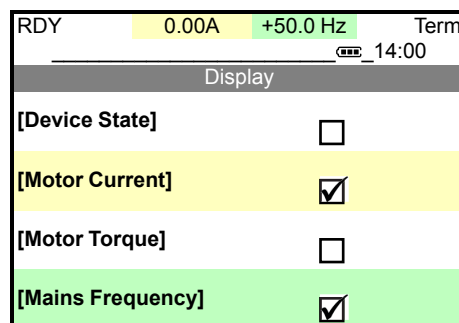 RDY 0.00A +50.0 Hz Term
14:00
Display
[Device State]
[Motor Current]
[Motor Torque]
[Mains Frequency]